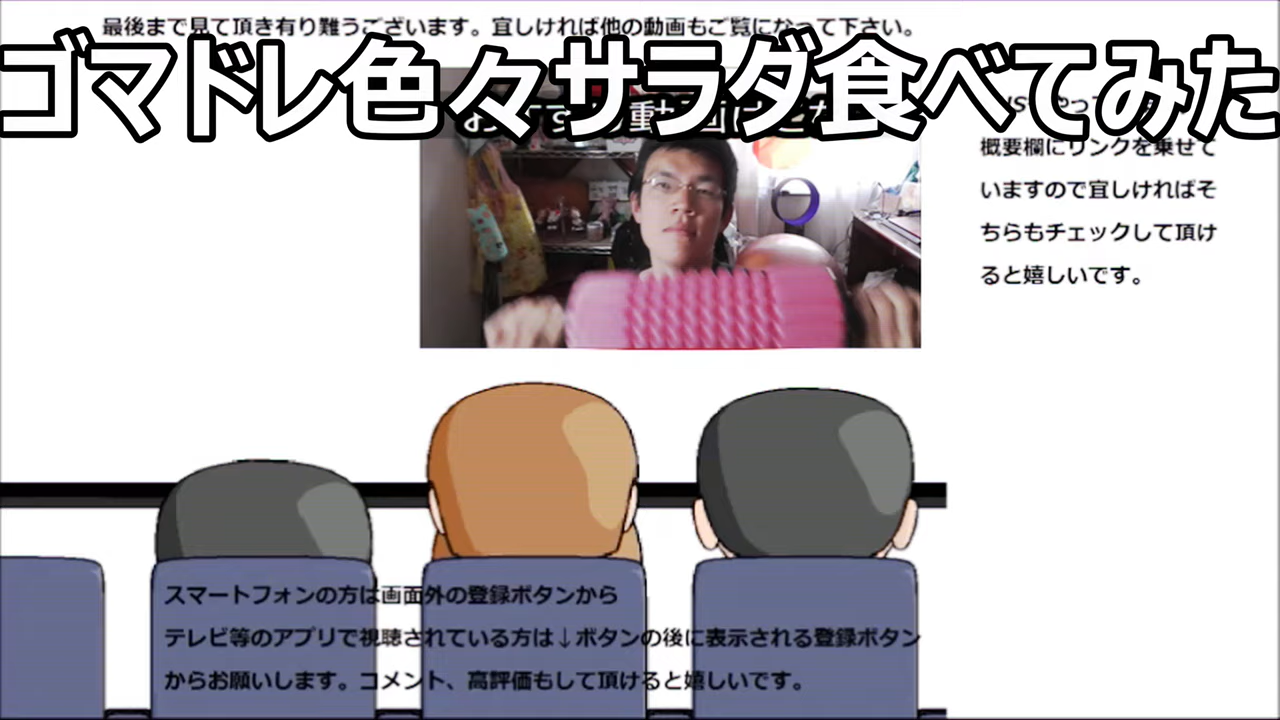 最後まで見て頂き有り難うございます。宜しければ他の動画もご覧になって下さい。
ゴマドレ色々サラダ食べてみた
概要欄にリンクを乗せて
いますので宜しければそ
ちらもチェックして頂け
ると嬉しいです。
スマートフォンの方は画面外の登録ボタンから
テレビ等のアプリで視聴されている方は↓ボタンの後に表示される登録ボタン
からお願いします。コメント、高評価もして頂けると嬉しいです。